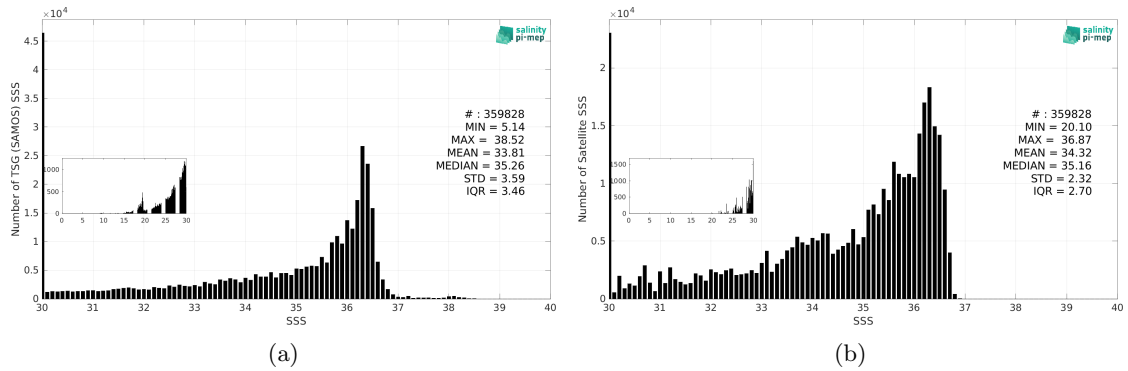 ×10⁴
4.5
4
3.5
3
2.5
2
1.5
1
0.5
0
Number of TSG (SAMOS) SSS
salinity
pi-mep
# : 359828
MIN = 5.14
MAX = 38.52
MEAN = 33.81
MEDIAN = 35.26
STD = 3.59
IQR = 3.46
1000
500
0
0 5 10 15 20 25 30
30 31 32 33 34 35 36 37 38 39 40
SSS
(a)
×10⁴
2
1.5
1
0.5
0
Number of Satellite SSS
salinity
pi-mep
# : 359828
MIN = 20.10
MAX = 36.87
MEAN = 34.32
MEDIAN = 35.16
STD = 2.32
IQR = 2.70
1500
1000
500
0
0 5 10 15 20 25 30
30 31 32 33 34 35 36 37 38 39 40
SSS
(b)